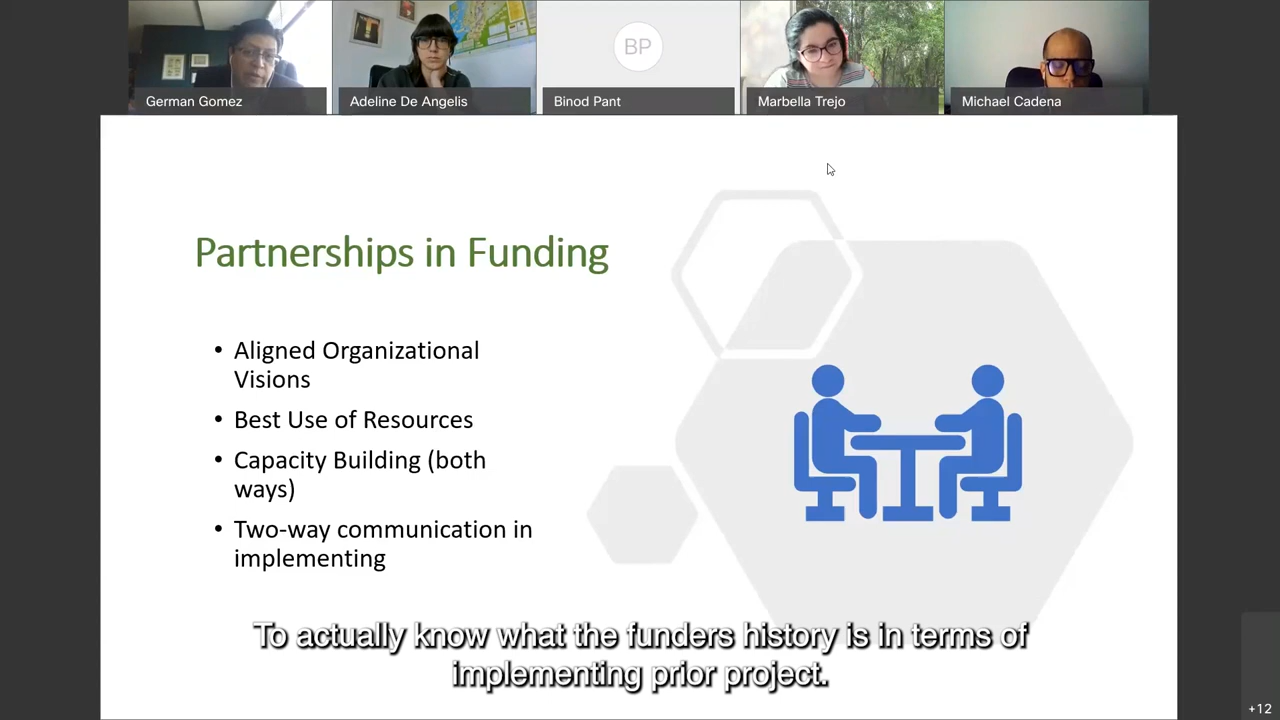 BP
German Gomez
Adeline De Angelis
Binod Pant
Marbella Trejo
Michael Cadena
Partnerships in Funding
• Aligned Organizational
Visions
• Best Use of Resources
• Capacity Building (both
ways)
• Two-way communication in
implementing
To actually know what the funders history is in terms of
implementing prior project.
+12